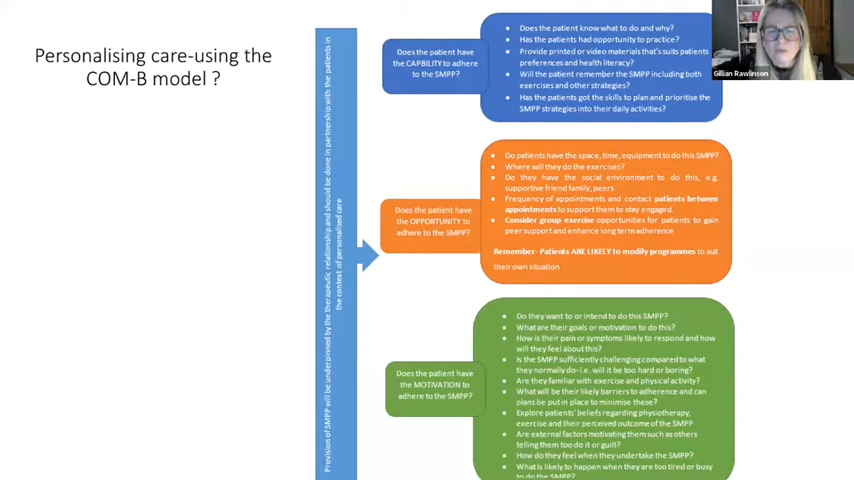 Personalising care-using the
COM-B model ?
Provision of SMPP will be underpinned by the therapeutic relationship and should be done in partnership with the patients in
the context of personalised care
Does the patient have
the CAPBILITY to adhere
to the SMPP?
• Does the patient know what to do and why?
• Has the patients had opportunity to practice?
• Provide printed or video materials that's suits patients
preferences and health literacy?
• Will the patient remember the SMPP including both
exercises and other strategies?
• Has the patients got the skills to plan and prioritise the
SMPP strategies into their daily activities?
Gillian Rawlinson
Does the patient have
the OPPORTUNITY to
adhere to the SMPP?
• Do patients have the space, time, equipment to do this SMPP?
• Where will they do the exercises?
• Do they have the social environment to do this, e.g.
supportive friend family, peers
• Frequency of appointments and contact patients between
appointments to support them to stay engaged.
• Consider group exercise opportunities for patients to gain
peer support and enhance long term adherence
Remember- Patients ARE LIKELY to modify programmes to suit
their own situation
Does the patient have
the MOTIVATION to
adhere to the SMPP?
• Do they want to or intend to do this SMPP?
• What are their goals or motivation to do this?
• How is their pain or symptoms likely to respond and how
will they feel about this?
• Is the SMPP sufficiently challenging compared to what
they normally do- i.e. will it be too hard or boring?
• Are they familiar with exercise and physical activity?
• What will be their likely barriers to adherence and can
plans be put in place to minimise these?
• Explore patients' beliefs regarding physiotherapy,
exercise and their perceived outcome of the SMPP
• Are external factors motivating them such as others
telling them too do it or guilt?
• How do they feel when they undertake the SMPP?
• What is likely to happen when they are too tired or busy
to do the SMPP?